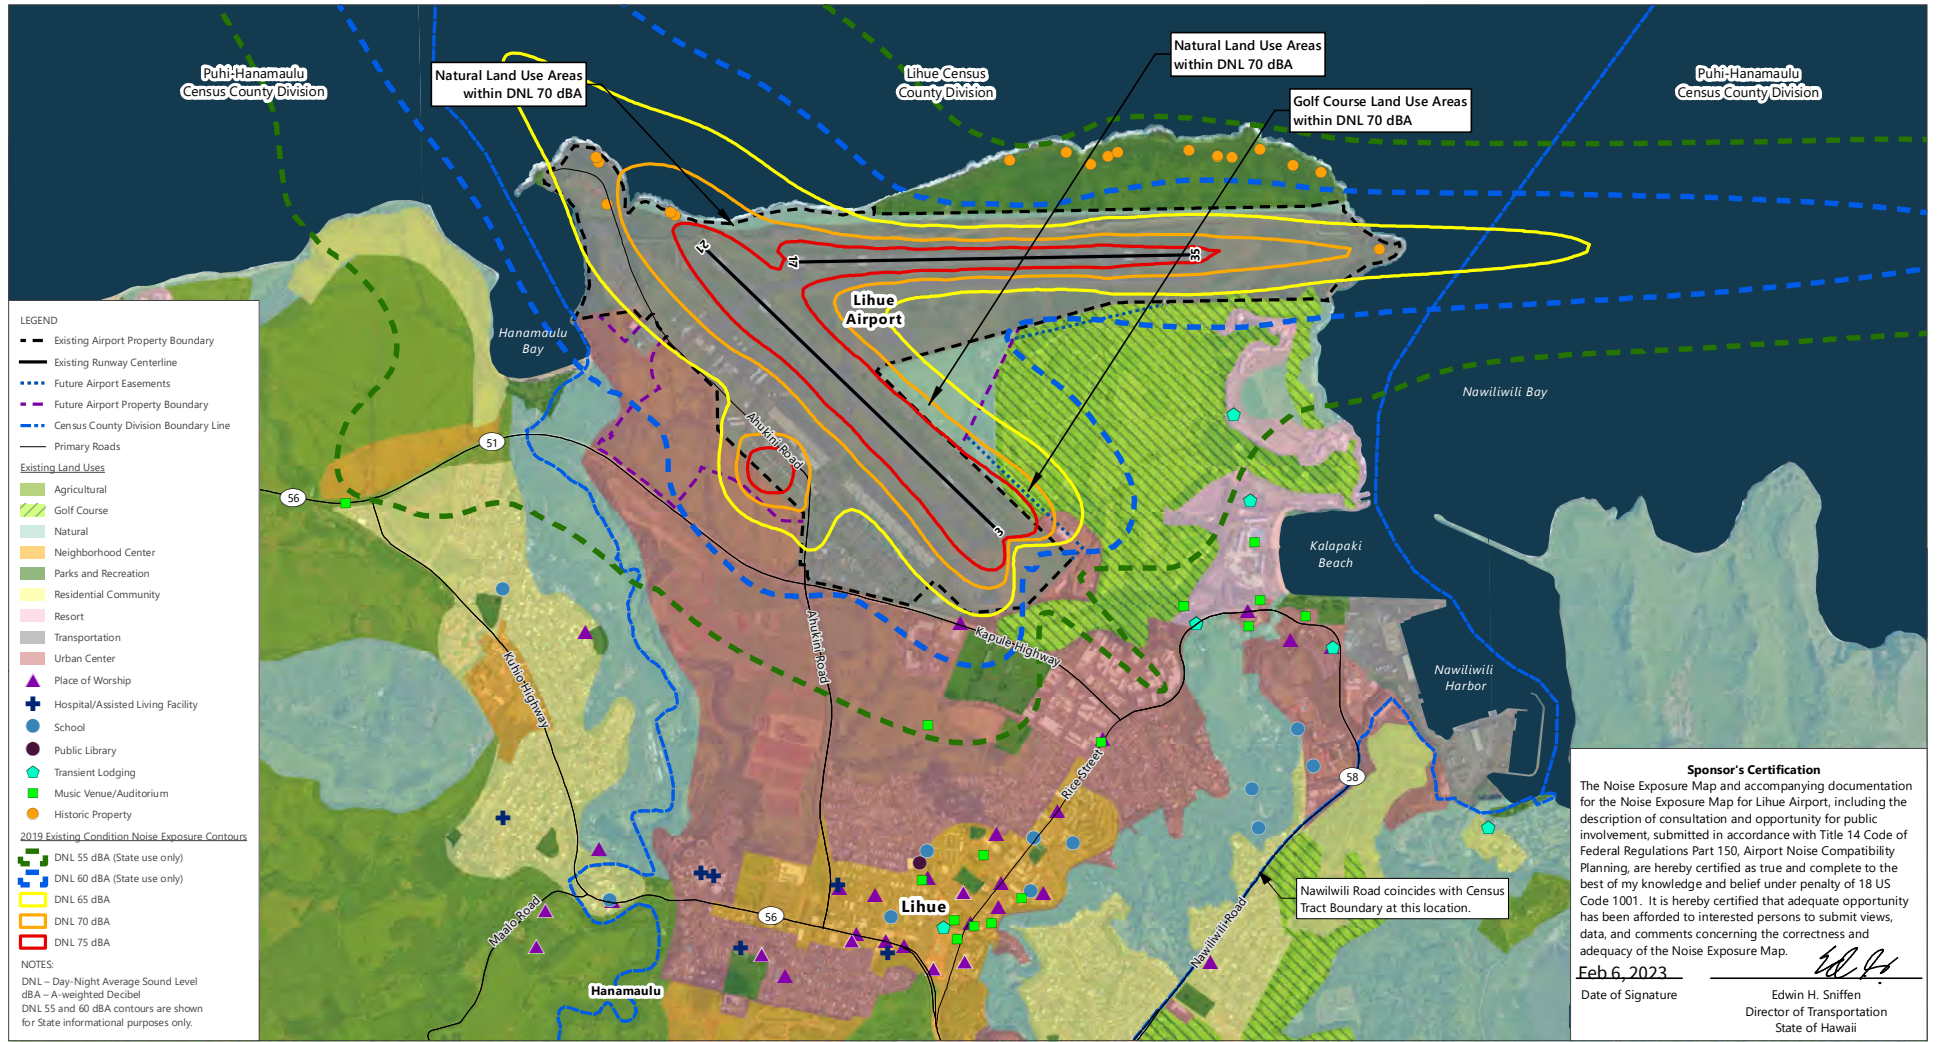 Puhi-Hanamaulu
Census County Division
Natural Land Use Areas
within DNL 70 dBA
Lihue Census
County Division
Natural Land Use Areas
within DNL 70 dBA
Golf Course Land Use Areas
within DNL 70 dBA
Puhi-Hanamaulu
Census County Division
21
17
35
3
Lihue
Airport
Hanamaulu
Bay
Nawiliwili Bay
Kalapaki
Beach
Nawiliwili
Harbor
Ahukini Road
Ahukini Road
Kapule Highway
Kuhio Highway
Rice Street
Maalo Road
Nawiliwili Road
51
56
56
58
Lihue
Hanamaulu
Nawilwili Road coincides with Census
Tract Boundary at this location.
LEGEND
Existing Airport Property Boundary
Existing Runway Centerline
Future Airport Easements
Future Airport Property Boundary
Census County Division Boundary Line
Primary Roads
Existing Land Uses
Agricultural
Golf Course
Natural
Neighborhood Center
Parks and Recreation
Residential Community
Resort
Transportation
Urban Center
Place of Worship
Hospital/Assisted Living Facility
School
Public Library
Transient Lodging
Music Venue/Auditorium
Historic Property
2019 Existing Condition Noise Exposure Contours
DNL 55 dBA (State use only)
DNL 60 dBA (State use only)
DNL 65 dBA
DNL 70 dBA
DNL 75 dBA
NOTES:
DNL – Day-Night Average Sound Level
dBA – A-weighted Decibel
DNL 55 and 60 dBA contours are shown
for State informational purposes only.
Sponsor's Certification
The Noise Exposure Map and accompanying documentation
for the Noise Exposure Map for Lihue Airport, including the
description of consultation and opportunity for public
involvement, submitted in accordance with Title 14 Code of
Federal Regulations Part 150, Airport Noise Compatibility
Planning, are hereby certified as true and complete to the
best of my knowledge and belief under penalty of 18 US
Code 1001. It is hereby certified that adequate opportunity
has been afforded to interested persons to submit views,
data, and comments concerning the correctness and
adequacy of the Noise Exposure Map.
Feb 6, 2023
Date of Signature
Edwin H. Sniffen
Director of Transportation
State of Hawaii